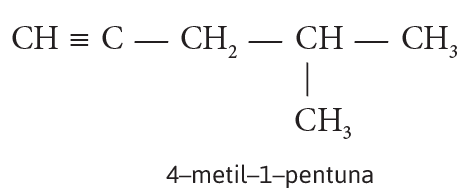 CH ≡ C — CH₂ — CH — CH₃
|
CH₃
4–metil–1–pentuna